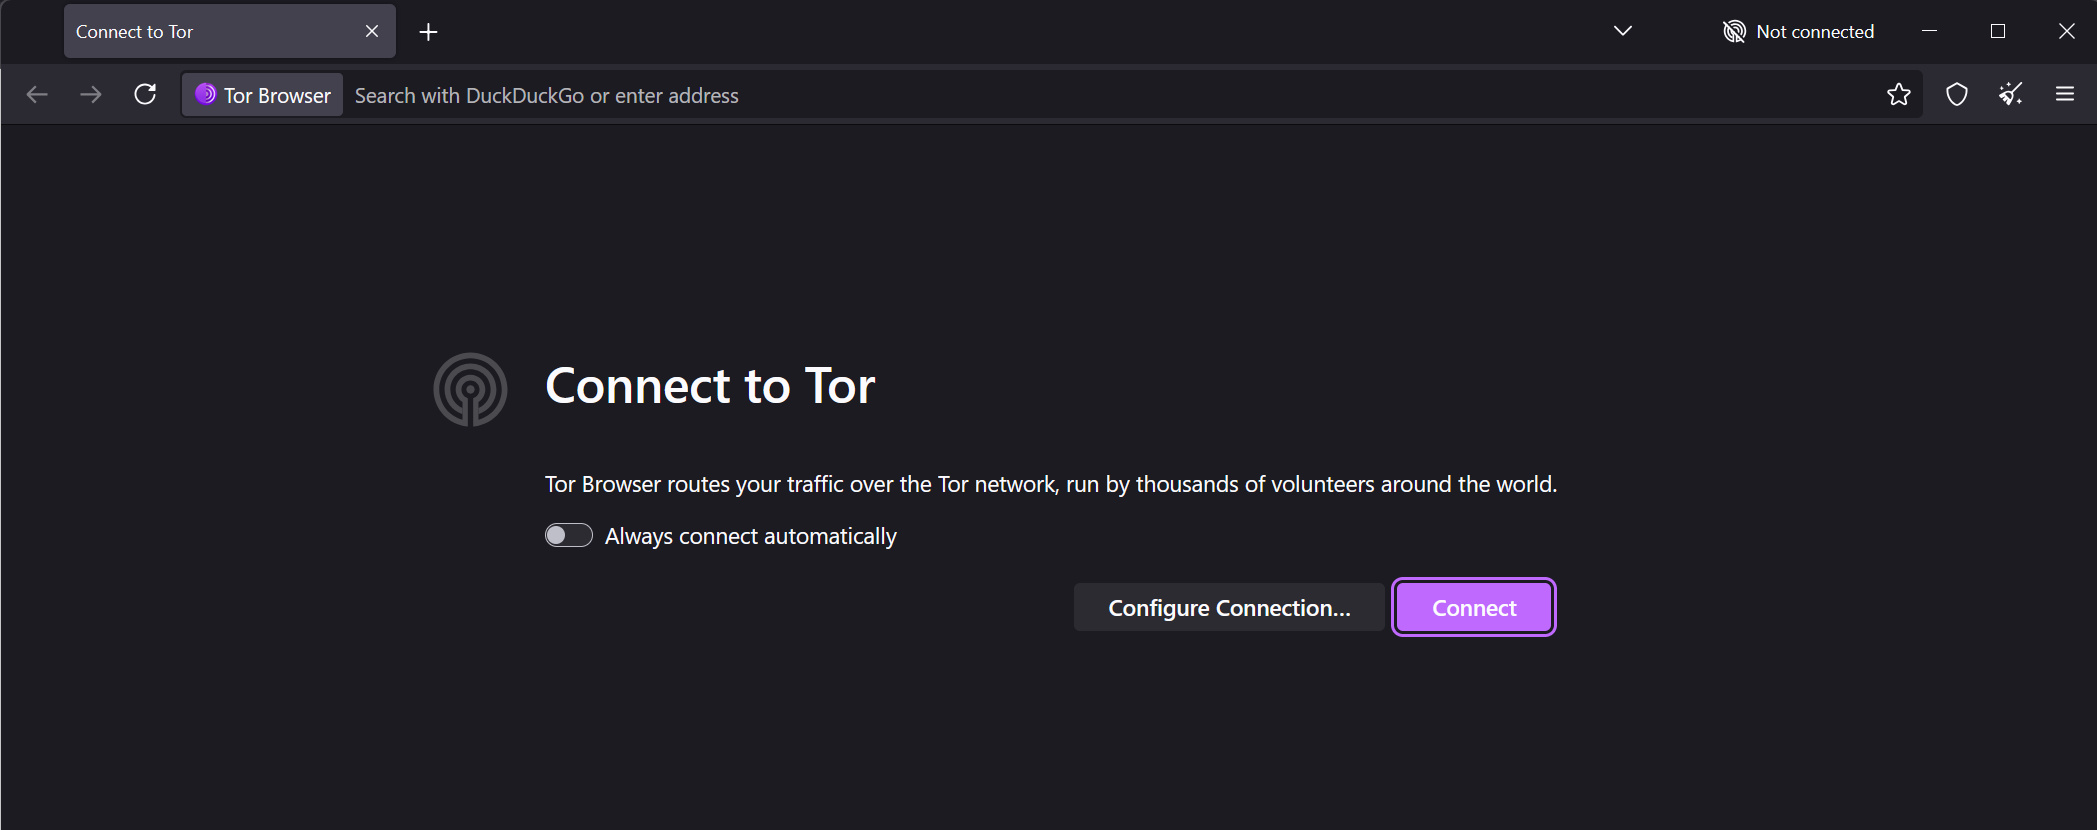 Connect to Tor
Not connected
Tor Browser
Search with DuckDuckGo or enter address
Connect to Tor
Tor Browser routes your traffic over the Tor network, run by thousands of volunteers around the world.
Always connect automatically
Configure Connection...
Connect